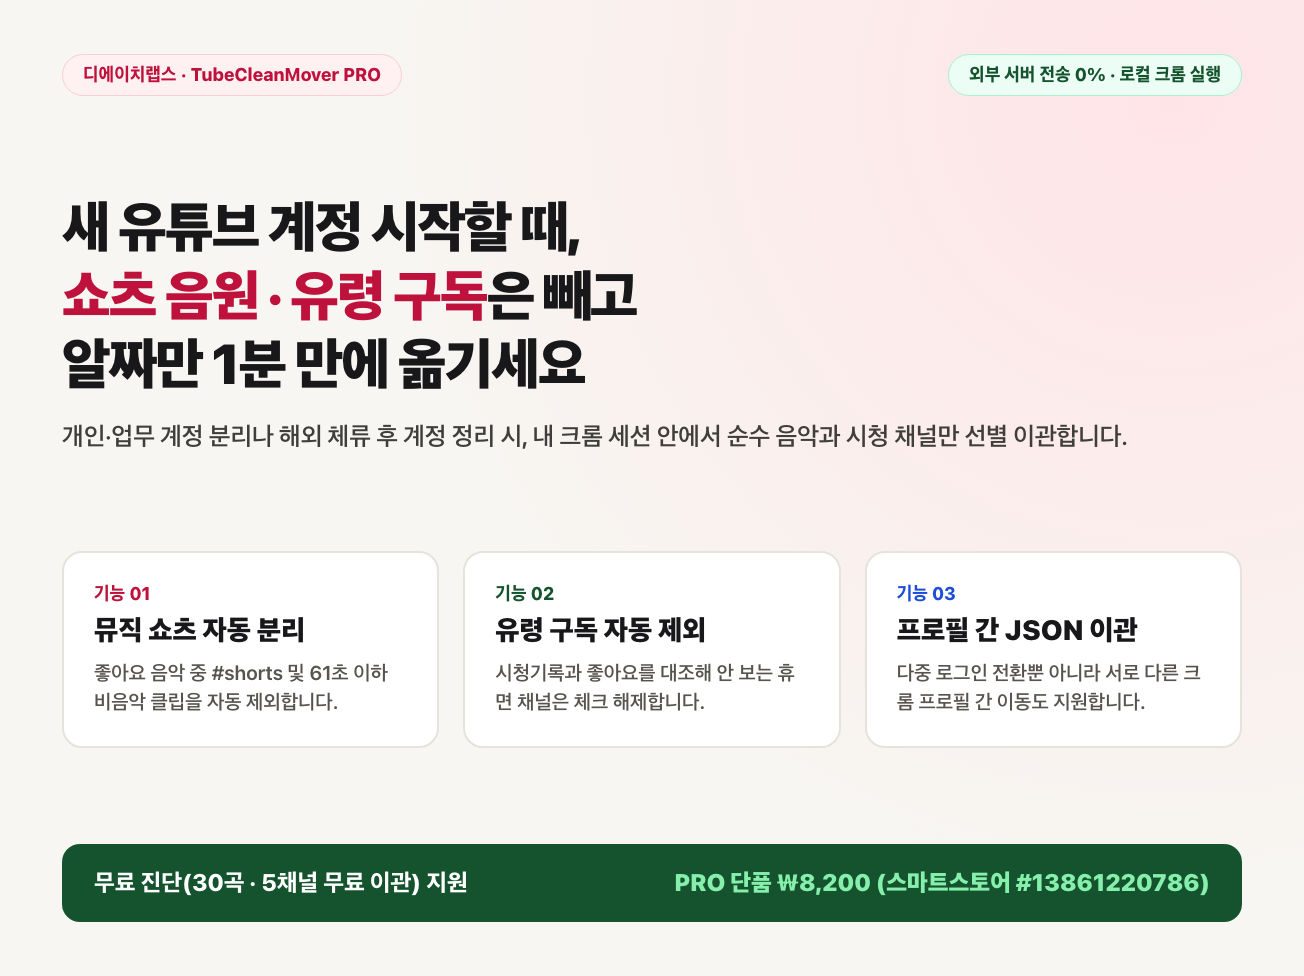 디에이치랩스 · TubeCleanMover PRO
외부 서버 전송 0% · 로컬 크롬 실행
새 유튜브 계정 시작할 때,
쇼츠 음원 · 유령 구독은 빼고
알짜만 1분 만에 옮기세요
개인·업무 계정 분리나 해외 체류 후 계정 정리 시, 내 크롬 세션 안에서 순수 음악과 시청 채널만 선별 이관합니다.
기능 01
뮤직 쇼츠 자동 분리
좋아요 음악 중 #shorts 및 61초 이하
비음악 클립을 자동 제외합니다.
기능 02
유령 구독 자동 제외
시청기록과 좋아요를 대조해 안 보는 휴
면 채널은 체크 해제합니다.
기능 03
프로필 간 JSON 이관
다중 로그인 전환뿐 아니라 서로 다른 크
롬 프로필 간 이동도 지원합니다.
무료 진단(30곡 · 5채널 무료 이관) 지원
PRO 단품 ₩8,200 (스마트스토어 #13861220786)